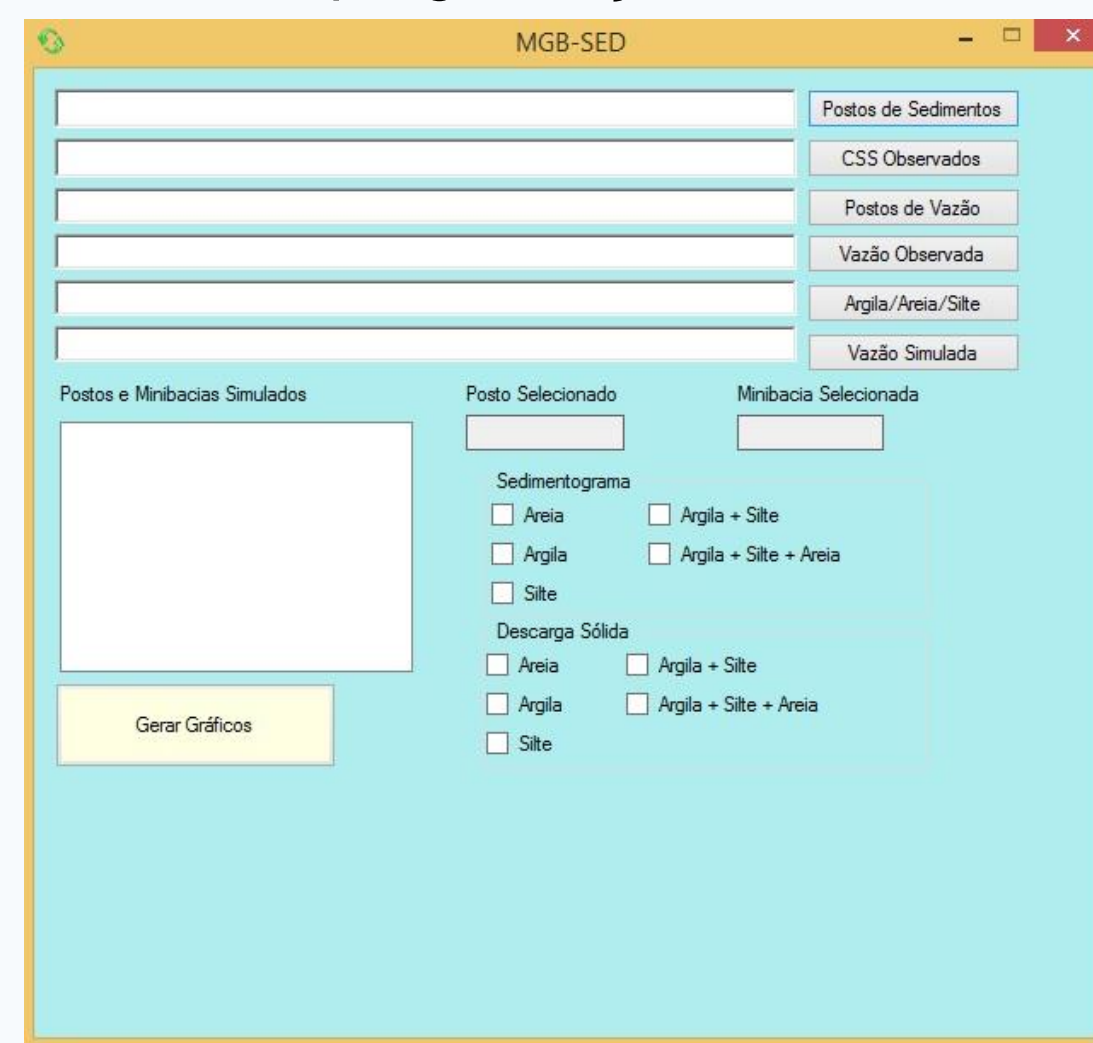 MGB-SED
Postos de Sedimentos
CSS Observados
Postos de Vazão
Vazão Observada
Argila/Areia/Silte
Vazão Simulada
Postos e Minibacias Simulados
Posto Selecionado
Minibacia Selecionada
Sedimentograma
Areia
Argila + Silte
Argila
Argila + Silte + Areia
Silte
Descarga Sólida
Areia
Argila + Silte
Argila
Argila + Silte + Areia
Silte
Gerar Gráficos